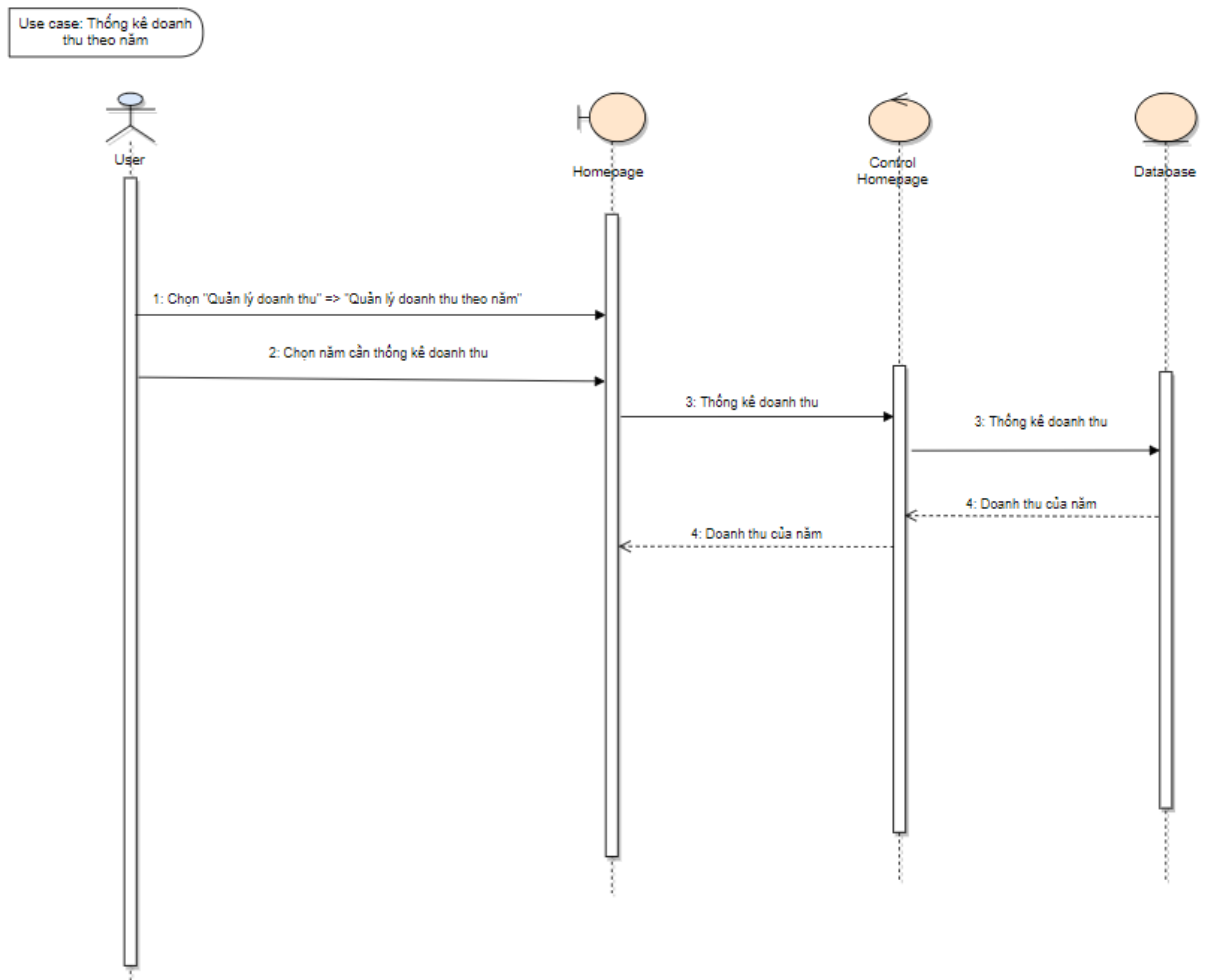 Use case: Thống kê doanh
thu theo năm
User
Homepage
Control
Homepage
Database
1: Chọn "Quản lý doanh thu" => "Quản lý doanh thu theo năm"
2: Chọn năm cần thống kê doanh thu
3: Thống kê doanh thu
3: Thống kê doanh thu
4: Doanh thu của năm
4: Doanh thu của năm